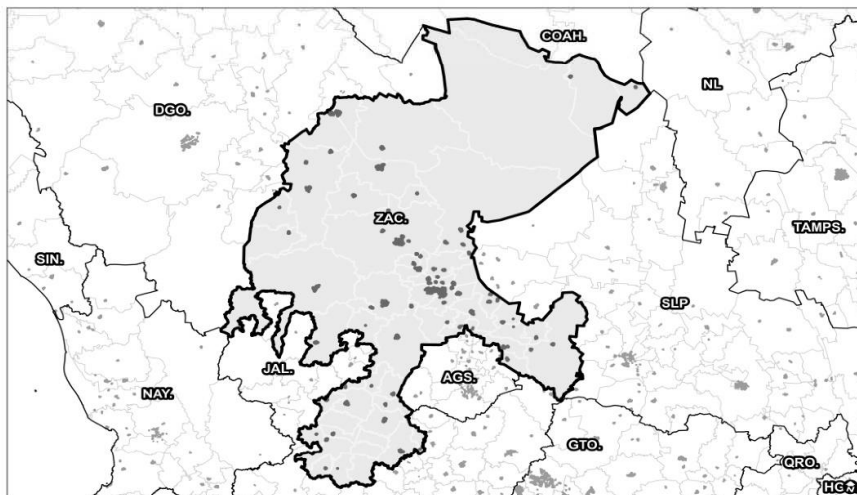 COAH.
NL
DGO.
ZAC.
TAMPS.
SIN.
SLP
JAL.
AGS.
NAY.
GTO.
QRO.